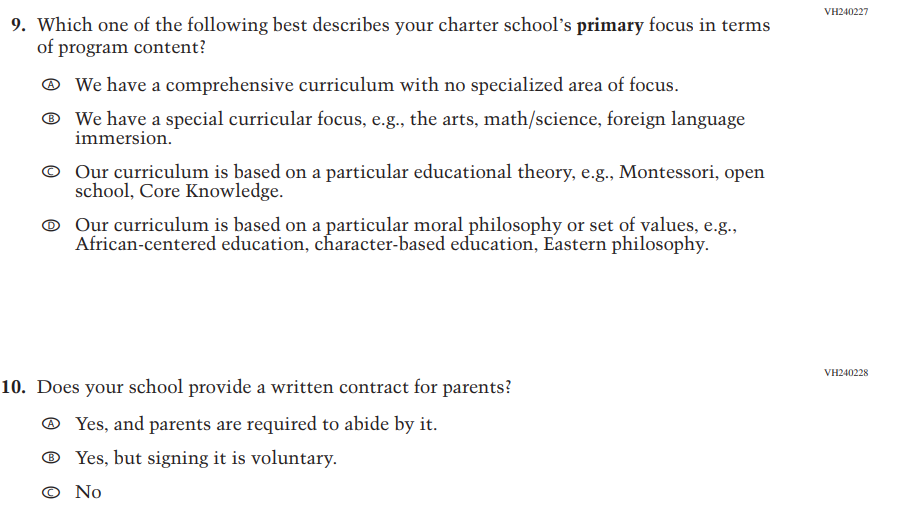 VH240227
9. Which one of the following best describes your charter school's primary focus in terms
of program content?
A We have a comprehensive curriculum with no specialized area of focus.
B We have a special curricular focus, e.g., the arts, math/science, foreign language
immersion.
C Our curriculum is based on a particular educational theory, e.g., Montessori, open
school, Core Knowledge.
D Our curriculum is based on a particular moral philosophy or set of values, e.g.,
African-centered education, character-based education, Eastern philosophy.
VH240228
10. Does your school provide a written contract for parents?
A Yes, and parents are required to abide by it.
B Yes, but signing it is voluntary.
C No